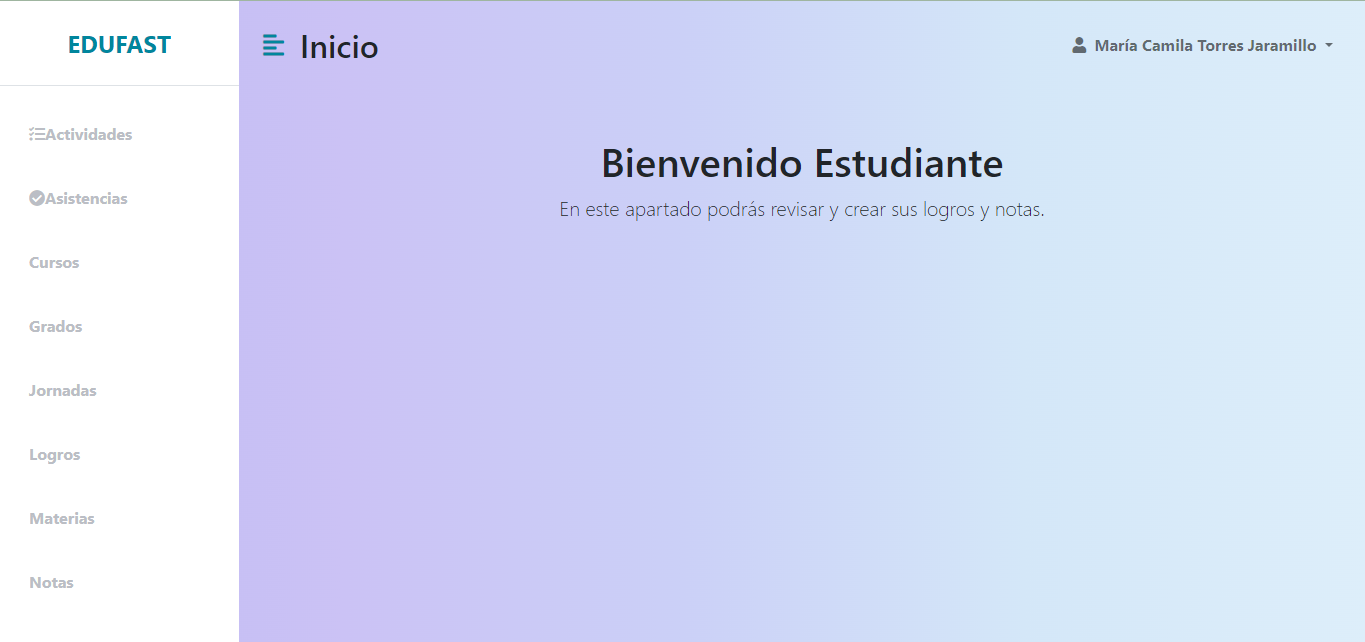 EDUFAST
Inicio
María Camila Torres Jaramillo
Actividades
Asistencias
Cursos
Grados
Jornadas
Logros
Materias
Notas
Bienvenido Estudiante
En este apartado podrás revisar y crear sus logros y notas.